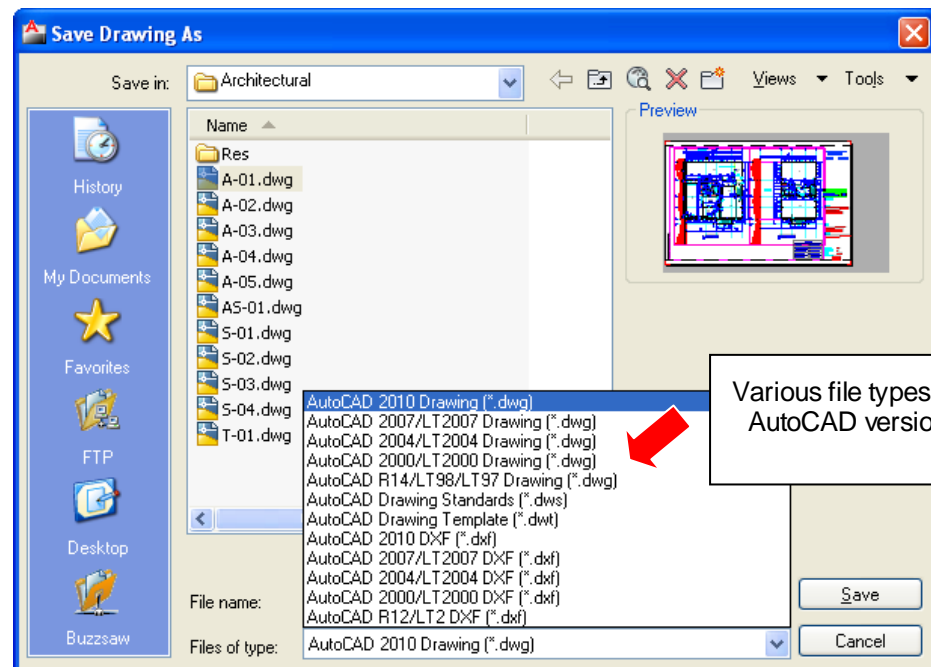 Save Drawing As
Save in:
Architectural
Views
Tools
History
My Documents
Favorites
FTP
Desktop
Buzzsaw
Name
Res
A-01.dwg
A-02.dwg
A-03.dwg
A-04.dwg
A-05.dwg
AS-01.dwg
S-01.dwg
S-02.dwg
S-03.dwg
S-04.dwg
T-01.dwg
Preview
Various file types
AutoCAD versio
AutoCAD 2010 Drawing (*.dwg)
AutoCAD 2007/LT2007 Drawing (*.dwg)
AutoCAD 2004/LT2004 Drawing (*.dwg)
AutoCAD 2000/LT2000 Drawing (*.dwg)
AutoCAD R14/LT98/LT97 Drawing (*.dwg)
AutoCAD Drawing Standards (*.dws)
AutoCAD Drawing Template (*.dwt)
AutoCAD 2010 DXF (*.dxf)
AutoCAD 2007/LT2007 DXF (*.dxf)
AutoCAD 2004/LT2004 DXF (*.dxf)
AutoCAD 2000/LT2000 DXF (*.dxf)
AutoCAD R12/LT2 DXF (*.dxf)
File name:
Save
Files of type:
AutoCAD 2010 Drawing (*.dwg)
Cancel